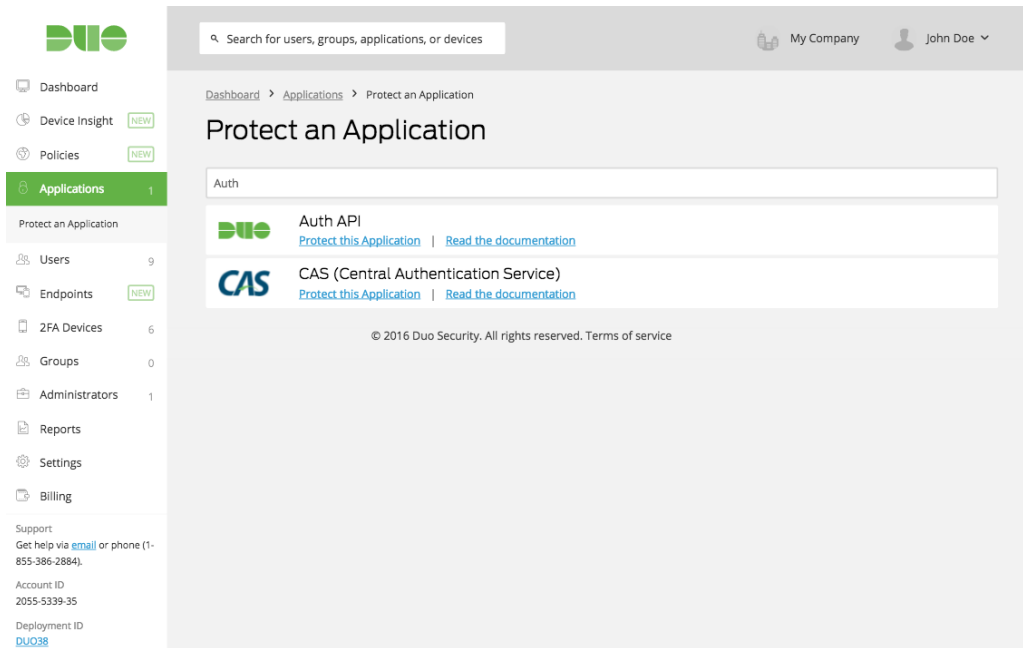 DUO
Search for users, groups, applications, or devices
My Company
John Doe
Dashboard
Device Insight NEW
Policies NEW
Applications 1
Protect an Application
Users 9
Endpoints NEW
2FA Devices 6
Groups 0
Administrators 1
Reports
Settings
Billing
Support
Get help via email or phone (1-
855-386-2884).
Account ID
2055-5339-35
Deployment ID
DUO38
Dashboard > Applications > Protect an Application
Protect an Application
Auth
DUO
Auth API
Protect this Application | Read the documentation
CAS
CAS (Central Authentication Service)
Protect this Application | Read the documentation
© 2016 Duo Security. All rights reserved. Terms of service